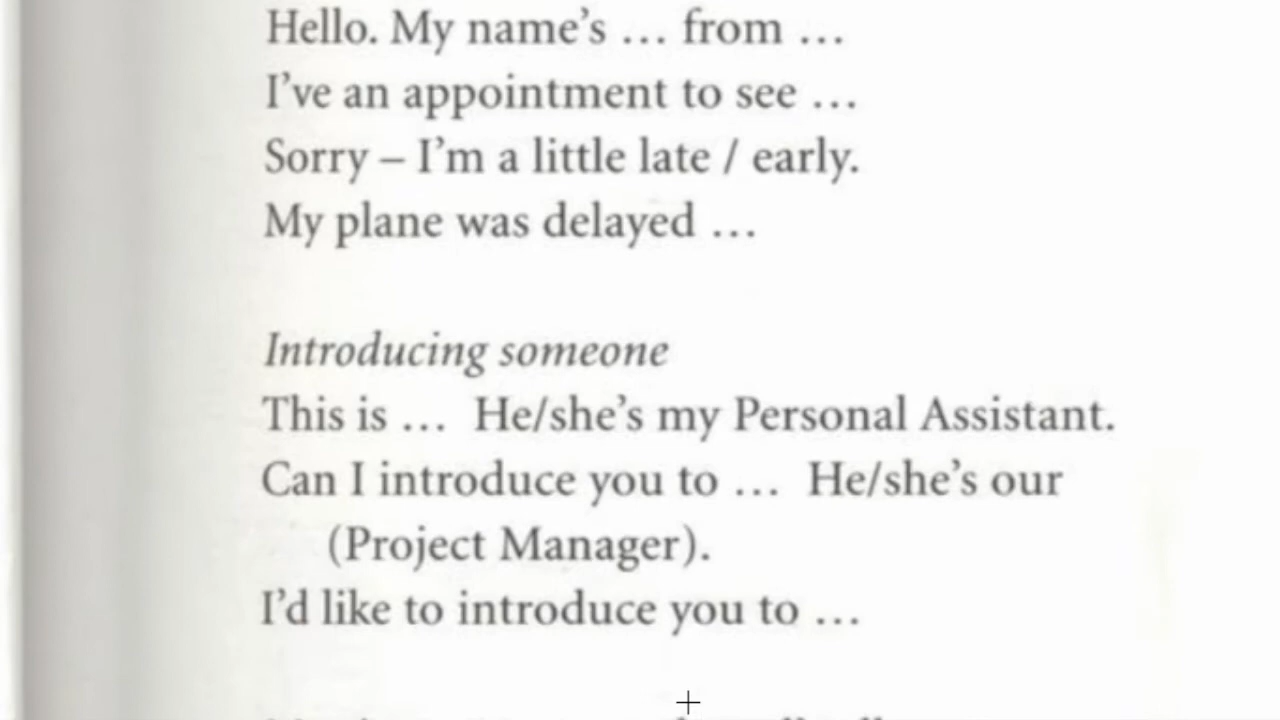 Hello. My name's … from …
I've an appointment to see …
Sorry – I'm a little late / early.
My plane was delayed …
Introducing someone
This is … He/she's my Personal Assistant.
Can I introduce you to … He/she's our
(Project Manager).
I'd like to introduce you to …